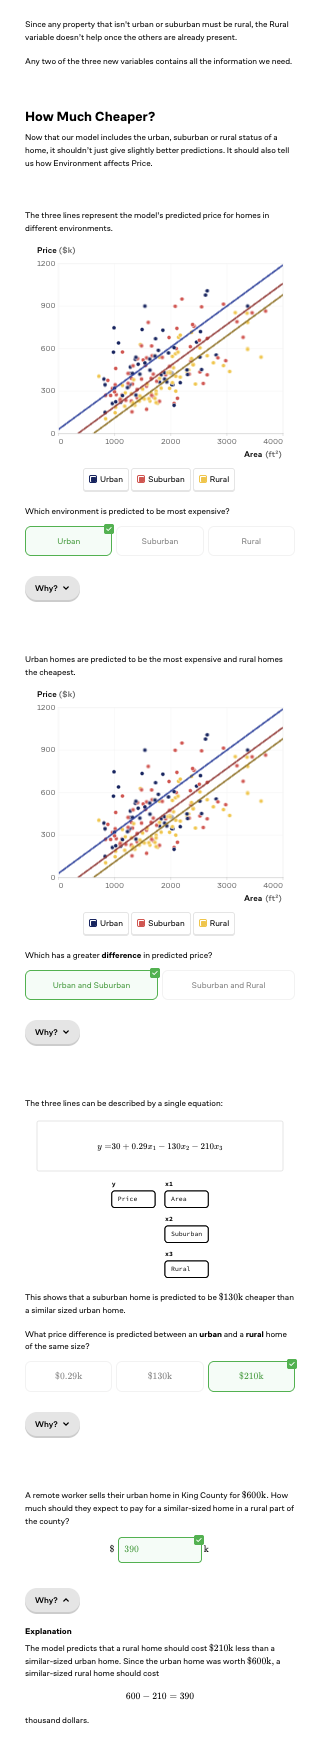 Since any property that isn't urban or suburban must be rural, the Rural
variable doesn't help once the others are already present.
Any two of the three new variables contains all the information we need.
How Much Cheaper?
Now that our model includes the urban, suburban or rural status of a
home, it shouldn't just give slightly better predictions. It should also tell
us how Environment affects Price.
The three lines represent the model's predicted price for homes in
different environments.
Price ($k)
1200
900
600
300
0
0 1000 2000 3000 4000
Area (ft²)
Urban Suburban Rural
Which environment is predicted to be most expensive?
Urban Suburban Rural
Why?
Urban homes are predicted to be the most expensive and rural homes
the cheapest.
Price ($k)
1200
900
600
300
0
0 1000 2000 3000 4000
Area (ft²)
Urban Suburban Rural
Which has a greater difference in predicted price?
Urban and Suburban Suburban and Rural
Why?
The three lines can be described by a single equation:
y =30 + 0.29x₁ − 130x₂ − 210x₃
y x1
Price Area
x2
Suburban
x3
Rural
This shows that a suburban home is predicted to be $130k cheaper than
a similar sized urban home.
What price difference is predicted between an urban and a rural home
of the same size?
$0.29k $130k $210k
Why?
A remote worker sells their urban home in King County for $600k. How
much should they expect to pay for a similar-sized home in a rural part of
the county?
$ 390 k
Why?
Explanation
The model predicts that a rural home should cost $210k less than a
similar-sized urban home. Since the urban home was worth $600k, a
similar-sized rural home should cost
600 − 210 = 390
thousand dollars.